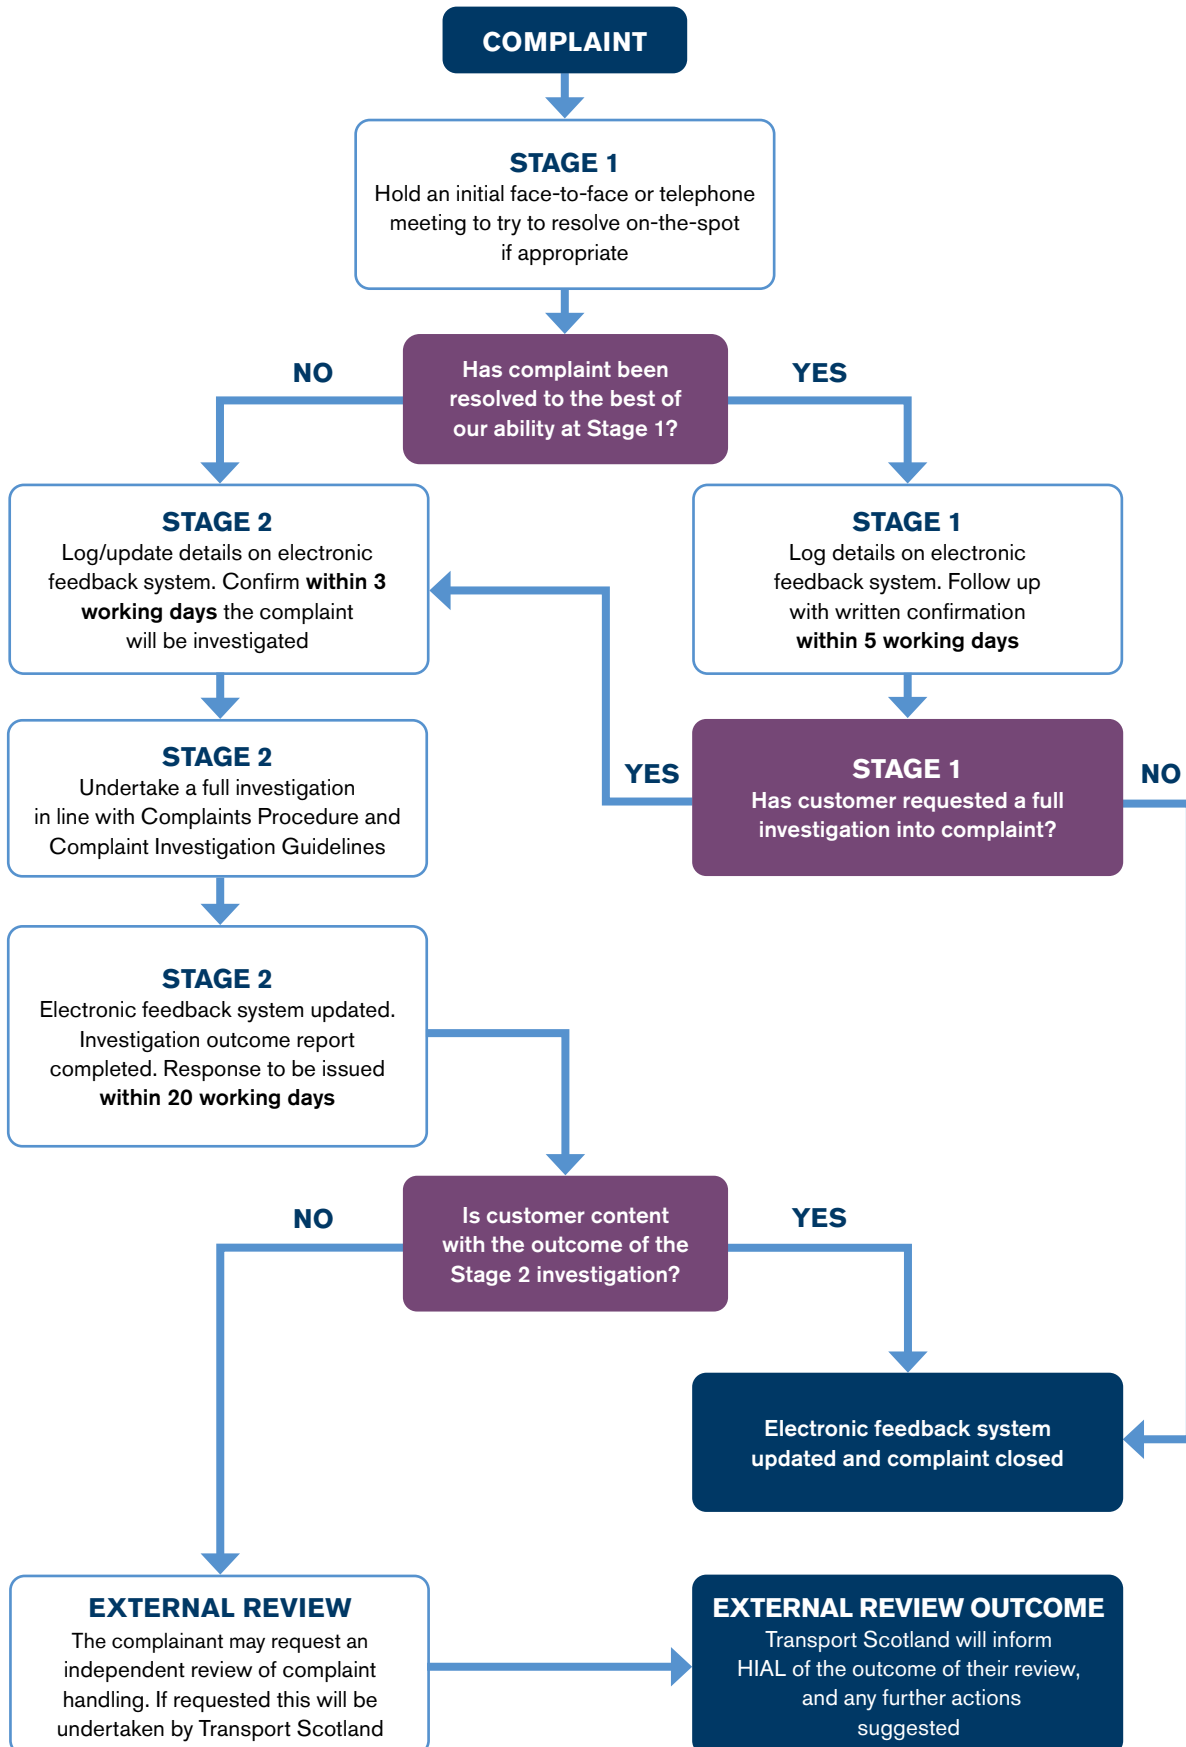 COMPLAINT
STAGE 1
Hold an initial face-to-face or telephone
meeting to try to resolve on-the-spot
if appropriate
NO
Has complaint been
resolved to the best of
our ability at Stage 1?
YES
STAGE 2
Log/update details on electronic
feedback system. Confirm within 3
working days the complaint
will be investigated
STAGE 1
Log details on electronic
feedback system. Follow up
with written confirmation
within 5 working days
STAGE 2
Undertake a full investigation
in line with Complaints Procedure and
Complaint Investigation Guidelines
YES
STAGE 1
Has customer requested a full
investigation into complaint?
NO
STAGE 2
Electronic feedback system updated.
Investigation outcome report
completed. Response to be issued
within 20 working days
NO
Is customer content
with the outcome of the
Stage 2 investigation?
YES
Electronic feedback system
updated and complaint closed
EXTERNAL REVIEW
The complainant may request an
independent review of complaint
handling. If requested this will be
undertaken by Transport Scotland
EXTERNAL REVIEW OUTCOME
Transport Scotland will inform
HIAL of the outcome of their review,
and any further actions
suggested